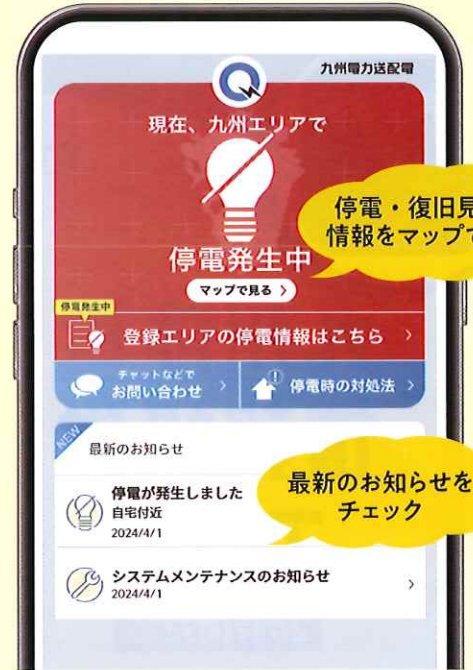 九州電力送配電
現在、九州エリアで
停電・復旧見
情報をマップで
停電発生中
マップで見る
停電発生中
登録エリアの停電情報はこちら
チャットなどで
お問い合わせ
停電時の対処法
NEW
最新のお知らせ
最新のお知らせを
チェック
停電が発生しました
自宅付近
2024/4/1
システムメンテナンスのお知らせ
2024/4/1